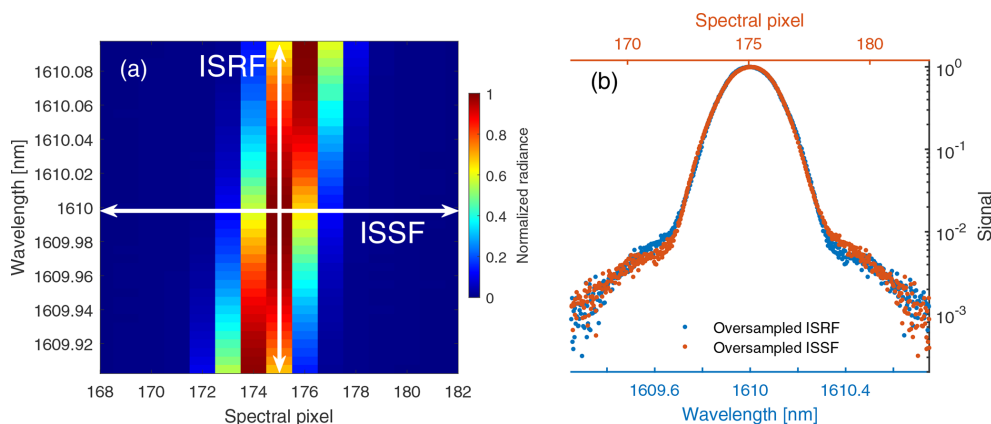 (a)
ISRF
ISSF
1610.08
1610.06
1610.04
1610.02
1610
1609.98
1609.96
1609.94
1609.92
Wavelength [nm]
168 170 172 174 176 178 180 182
Spectral pixel
1
0.8
0.6
0.4
0.2
0
Normalized radiance
Spectral pixel
170 175 180
(b)
10⁰
10⁻¹
10⁻²
10⁻³
Signal
Oversampled ISRF
Oversampled ISSF
1609.6 1610 1610.4
Wavelength [nm]